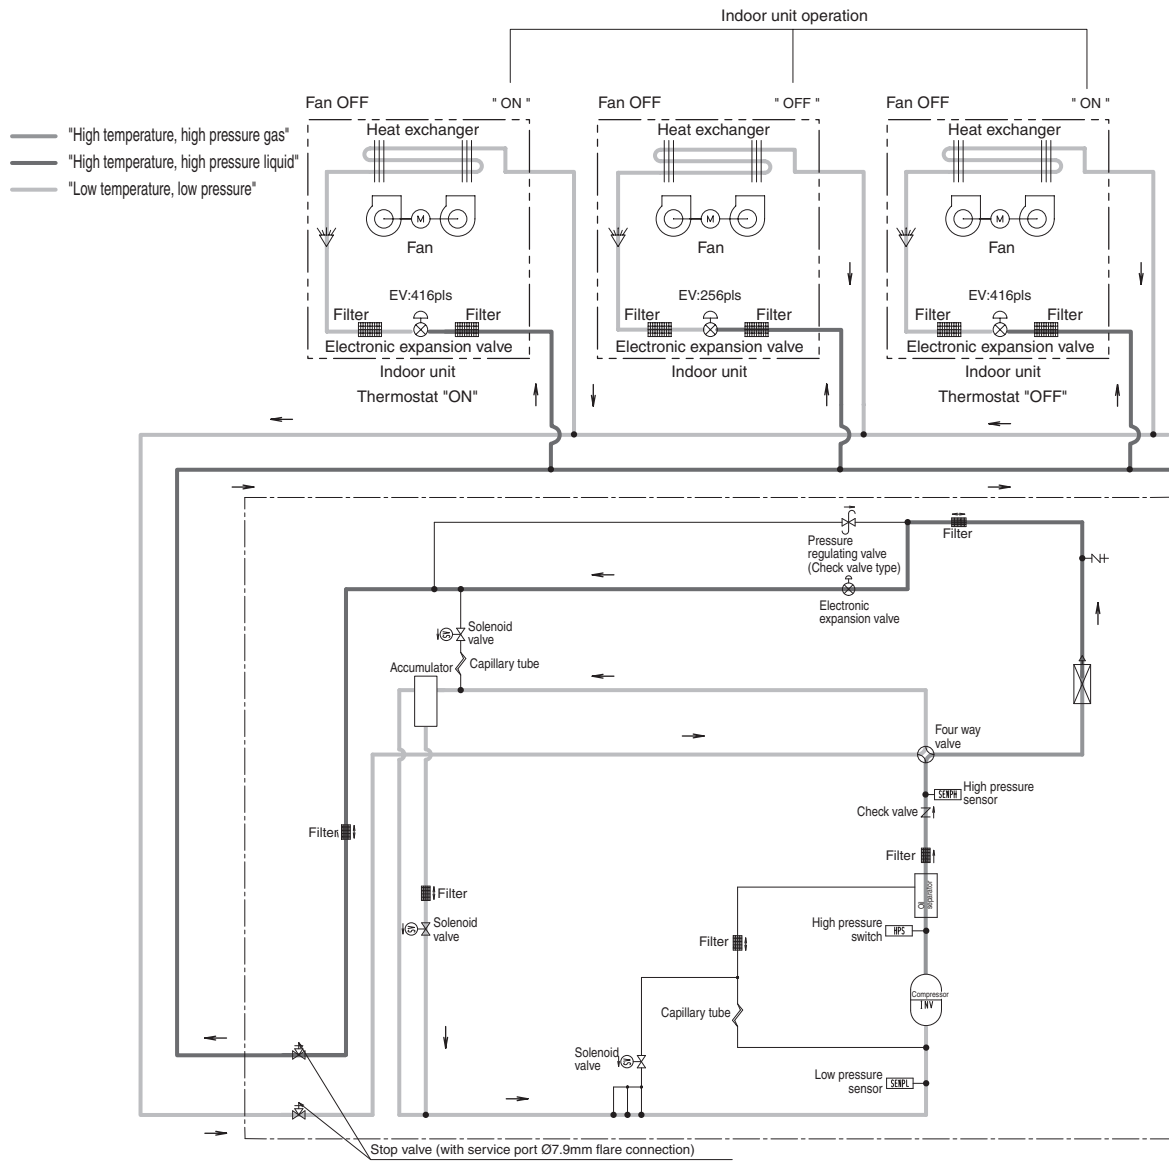 Indoor unit operation
Fan OFF " ON " Fan OFF " OFF " Fan OFF " ON "
"High temperature, high pressure gas"
"High temperature, high pressure liquid"
"Low temperature, low pressure"
Heat exchanger Heat exchanger Heat exchanger
M M M
Fan Fan Fan
EV:416pls EV:256pls EV:416pls
Filter Filter Filter Filter Filter Filter
Electronic expansion valve Electronic expansion valve Electronic expansion valve
Indoor unit Indoor unit Indoor unit
Thermostat "ON" Thermostat "OFF"
Filter
Pressure
regulating valve
(Check valve type)
Electronic
expansion valve
Solenoid
valve
Capillary tube
Accumulator
Four way
valve
SENPH
High pressure
sensor
Check valve
Filter
Filter
Oil
separator
Filter
Solenoid
valve
High pressure
switch
HPS
Filter
Compressor
INV
Capillary tube
Solenoid
valve
Low pressure
sensor
SENPL
Stop valve (with service port Ø7.9mm flare connection)